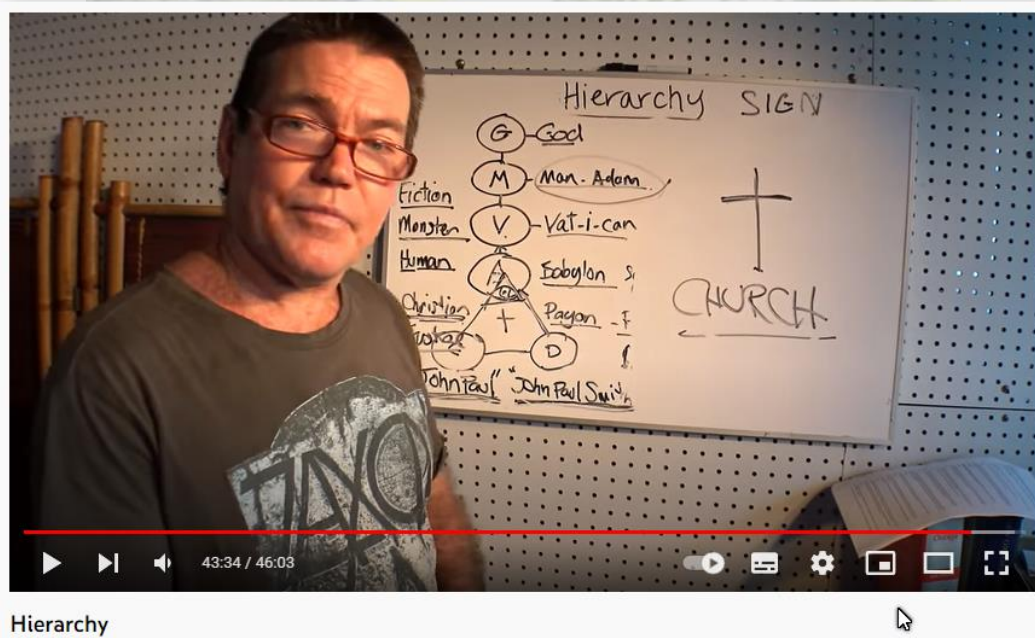 Hierarchy SIGN
G - God
M - Man - Adam
Fiction
Monster V. - Vat-i-can
Human Babylon
Christian Pagan
D
"John Paul" "John Paul Smith
CHURCH
43:34 / 46:03
Hierarchy